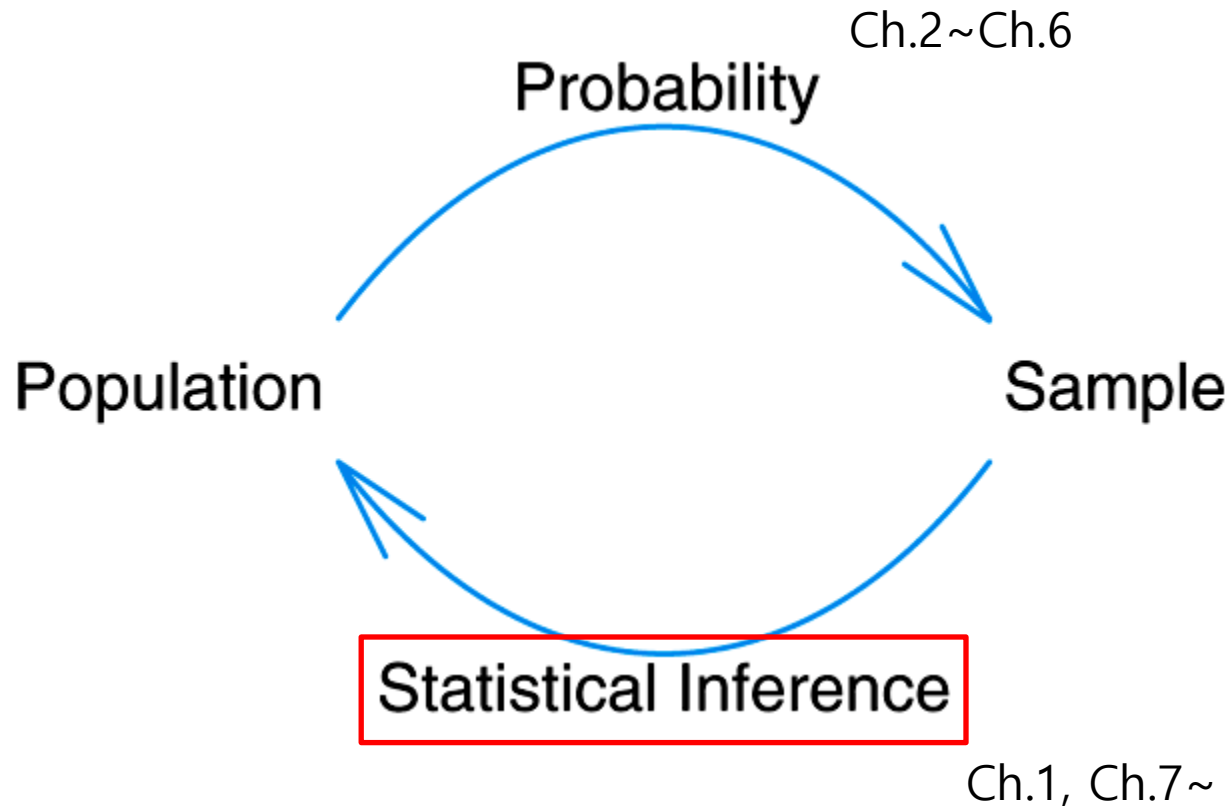 Ch.2~Ch.6
Probability
Population
Sample
Statistical Inference
Ch.1, Ch.7~